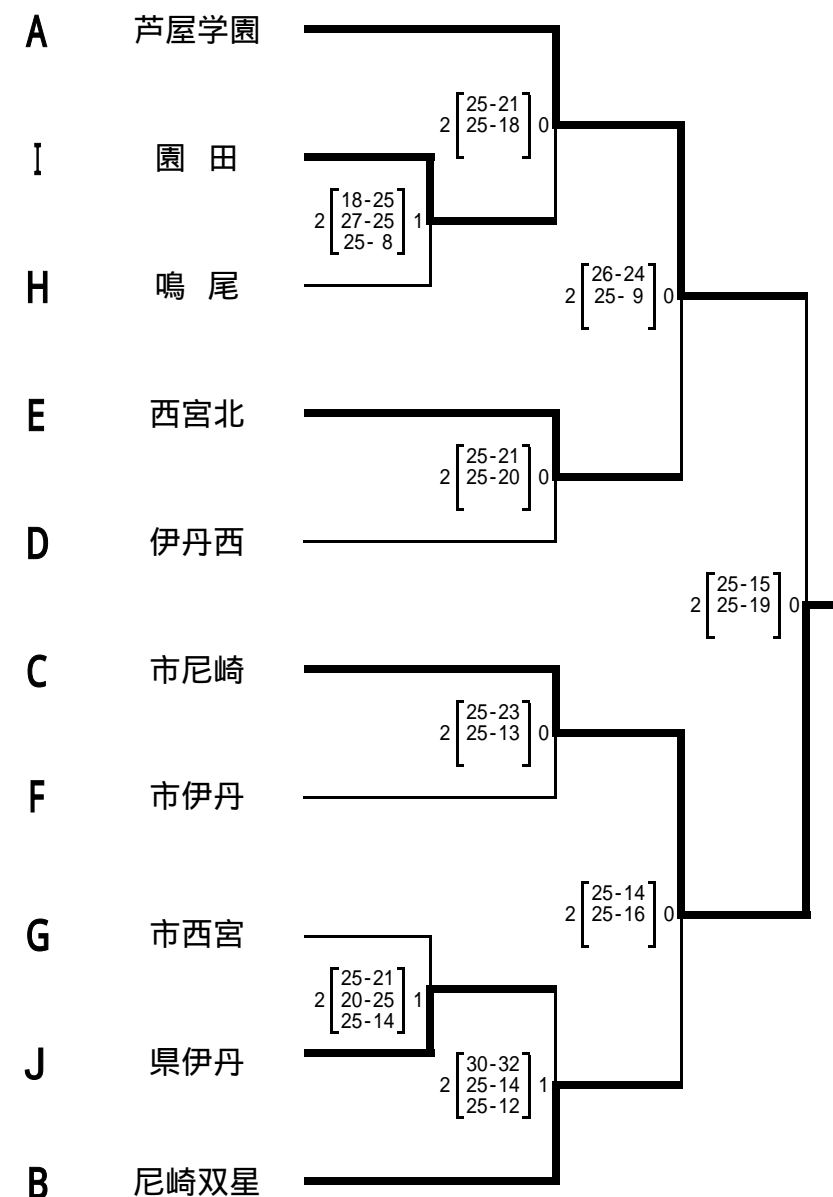 A 芦屋学園
25-21
2 25-18 0
I 園 田
18-25
2 27-25 1
25- 8
H 鳴 尾
26-24
2 25- 9 0
E 西宮北
25-21
2 25-20 0
D 伊丹西
25-15
2 25-19 0
C 市尼崎
25-23
2 25-13 0
F 市伊丹
25-14
2 25-16 0
G 市西宮
25-21
2 20-25 1
25-14
J 県伊丹
30-32
2 25-14 1
25-12
B 尼崎双星